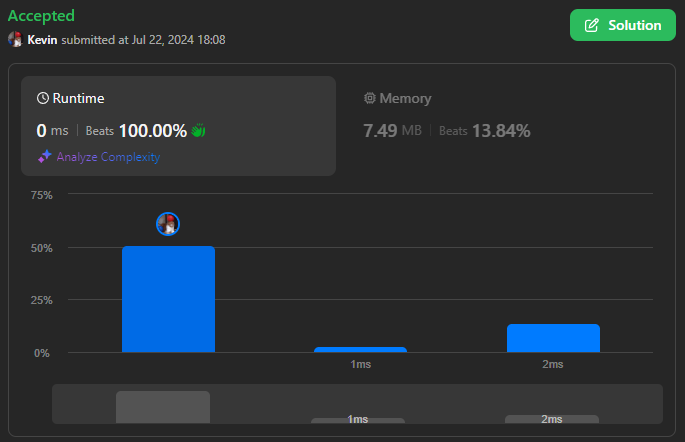 Accepted
Solution
Kevin submitted at Jul 22, 2024 18:08
Runtime
Memory
0 ms | Beats 100.00%
7.49 MB | Beats 13.84%
Analyze Complexity
75%
50%
25%
0%
1ms 2ms
1ms 2ms